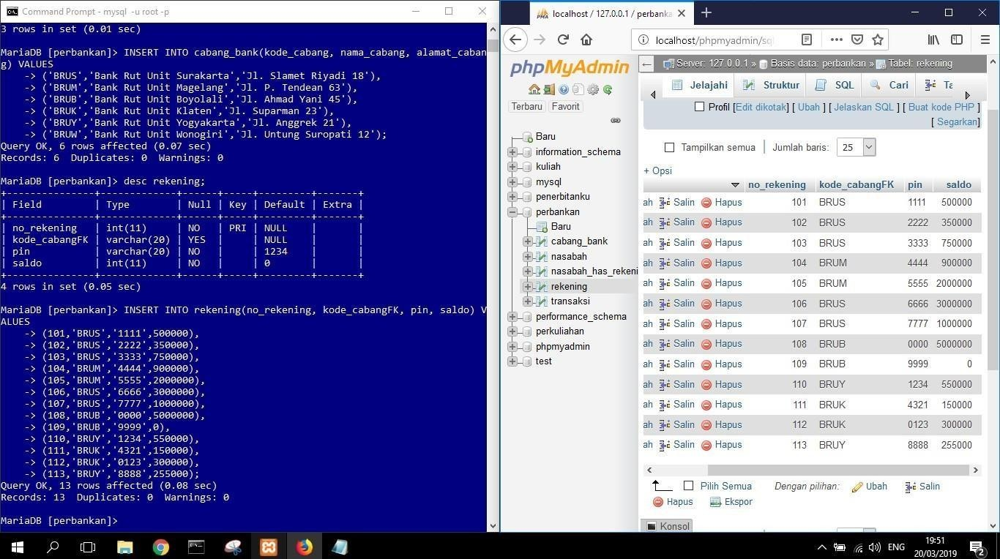 Command Prompt - mysql -u root -p
3 rows in set (0.01 sec)
MariaDB [perbankan]> INSERT INTO cabang_bank(kode_cabang, nama_cabang, alamat_caban
g) VALUES
-> ('BRUS','Bank Rut Unit Surakarta','Jl. Slamet Riyadi 18'),
-> ('BRUM','Bank Rut Unit Magelang','Jl. P. Tendean 63'),
-> ('BRUB','Bank Rut Unit Boyolali','Jl. Ahmad Yani 45'),
-> ('BRUK','Bank Rut Unit Klaten','Jl. Suparman 23'),
-> ('BRUY','Bank Rut Unit Yogyakarta','Jl. Anggrek 21'),
-> ('BRUW','Bank Rut Unit Wonogiri','Jl. Untung Suropati 12');
Query OK, 6 rows affected (0.07 sec)
Records: 6  Duplicates: 0  Warnings: 0
MariaDB [perbankan]> desc rekening;
+--------------+-------------+------+-----+---------+-------+
| Field        | Type        | Null | Key | Default | Extra |
+--------------+-------------+------+-----+---------+-------+
| no_rekening  | int(11)     | NO   | PRI | NULL    |       |
| kode_cabangFK | varchar(20) | YES  |     | NULL    |       |
| pin          | varchar(20) | NO   |     | 1234    |       |
| saldo        | int(11)     | NO   |     | 0       |       |
+--------------+-------------+------+-----+---------+-------+
4 rows in set (0.05 sec)
MariaDB [perbankan]> INSERT INTO rekening(no_rekening, kode_cabangFK, pin, saldo) V
ALUES
-> (101,'BRUS','1111',500000),
-> (102,'BRUS','2222',350000),
-> (103,'BRUS','3333',750000),
-> (104,'BRUM','4444',900000),
-> (105,'BRUM','5555',2000000),
-> (106,'BRUS','6666',3000000),
-> (107,'BRUS','7777',1000000),
-> (108,'BRUB','0000',5000000),
-> (109,'BRUB','9999',0),
-> (110,'BRUY','1234',550000),
-> (111,'BRUK','4321',150000),
-> (112,'BRUK','0123',300000),
-> (113,'BRUY','8888',255000);
Query OK, 13 rows affected (0.08 sec)
Records: 13  Duplicates: 0  Warnings: 0
MariaDB [perbankan]>
PMA localhost / 127.0.0.1 / perbanka
localhost/phpmyadmin/sql
phpMyAdmin
Terbaru Favorit
Baru
information_schema
kuliah
mysql
penerbitanku
perbankan
Baru
cabang_bank
nasabah
nasabah_has_rekeni
rekening
transaksi
performance_schema
perkuliahan
phpmyadmin
test
Server: 127.0.0.1 » Basis data: perbankan » Tabel: rekening
Jelajahi Struktur SQL Cari Ta
Profil [Edit dikotak] [ Ubah ] [ Jelaskan SQL ] [ Buat kode PHP ]
[ Segarkan]
Tampilkan semua | Jumlah baris: 25
+ Opsi
no_rekening kode_cabangFK pin saldo
ah Salin Hapus 101 BRUS 1111 500000
ah Salin Hapus 102 BRUS 2222 350000
ah Salin Hapus 103 BRUS 3333 750000
ah Salin Hapus 104 BRUM 4444 900000
ah Salin Hapus 105 BRUM 5555 2000000
ah Salin Hapus 106 BRUS 6666 3000000
ah Salin Hapus 107 BRUS 7777 1000000
ah Salin Hapus 108 BRUB 0000 5000000
ah Salin Hapus 109 BRUB 9999 0
ah Salin Hapus 110 BRUY 1234 550000
ah Salin Hapus 111 BRUK 4321 150000
ah Salin Hapus 112 BRUK 0123 300000
ah Salin Hapus 113 BRUY 8888 255000
Pilih Semua Dengan pilihan: Ubah Salin
Hapus Ekspor
Konsol
ENG
19:51
20/03/2019
2